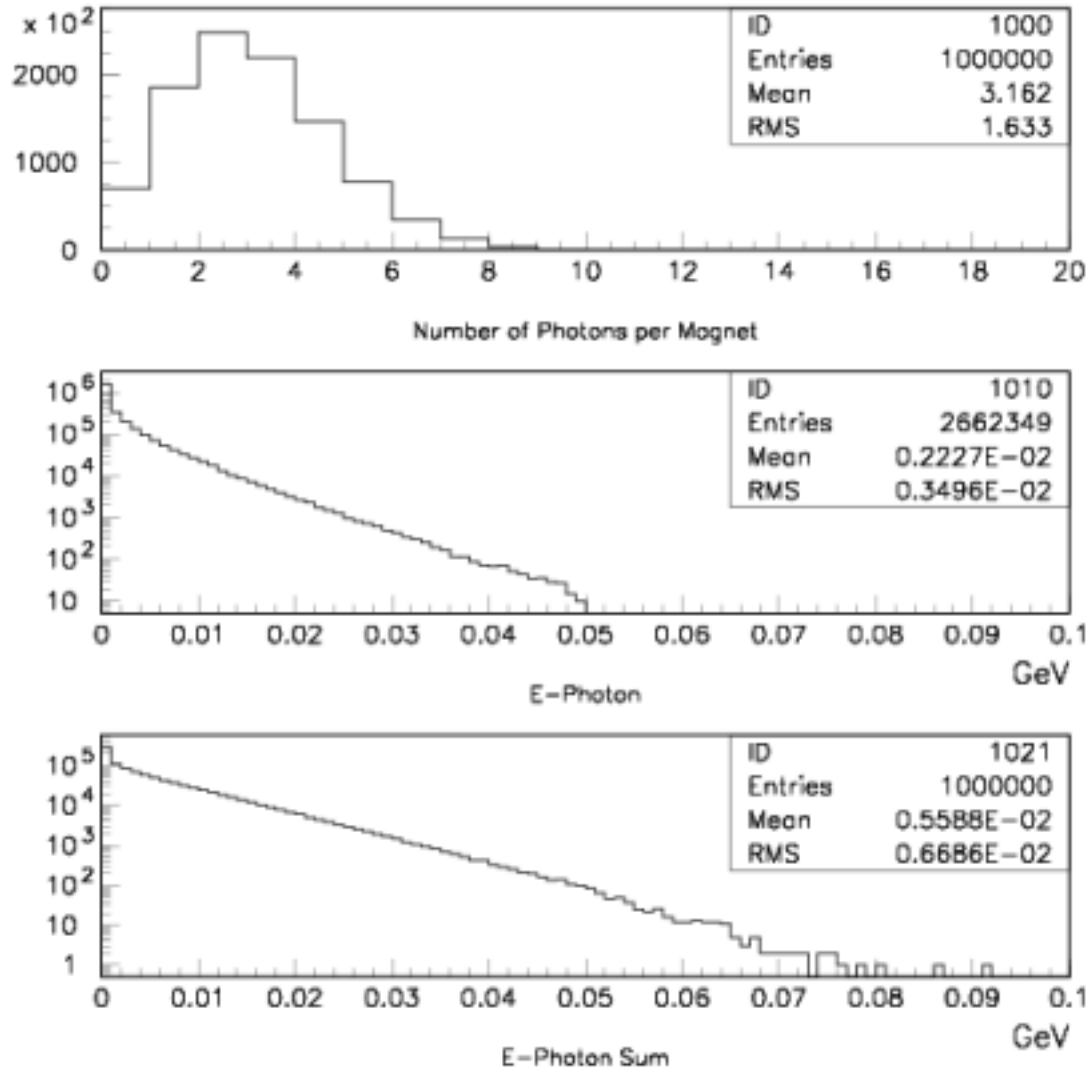 x 10^2
2000
1000
0
0 2 4 6 8 10 12 14 16 18 20
ID 1000
Entries 1000000
Mean 3.162
RMS 1.633
Number of Photons per Magnet
10^6
10^5
10^4
10^3
10^2
10
0 0.01 0.02 0.03 0.04 0.05 0.06 0.07 0.08 0.09 0.1
ID 1010
Entries 2662349
Mean 0.2227E-02
RMS 0.3496E-02
GeV
E-Photon
10^5
10^4
10^3
10^2
10
1
0 0.01 0.02 0.03 0.04 0.05 0.06 0.07 0.08 0.09 0.1
ID 1021
Entries 1000000
Mean 0.5588E-02
RMS 0.6686E-02
GeV
E-Photon Sum